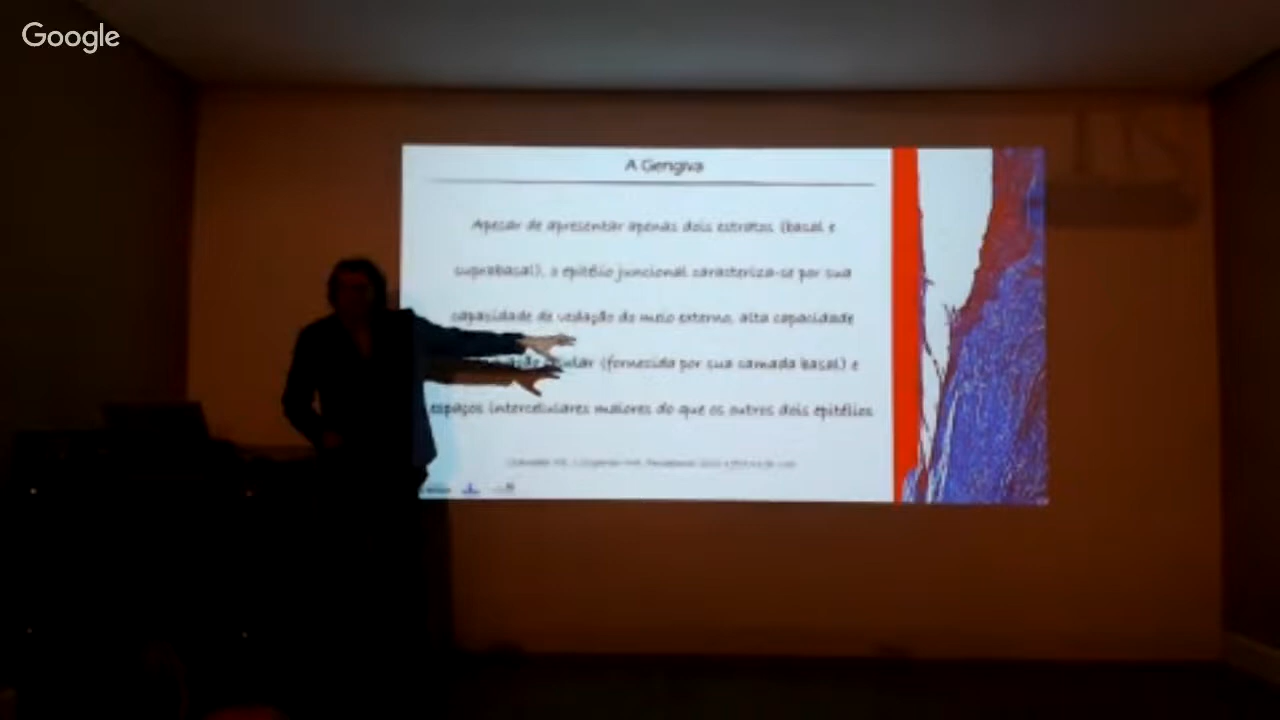 Google
A Gengiva
Apesar de apresentar apenas dois estratos (basal e
suprabasal), o epitélio juncional caracteriza-se por sua
capacidade de vedação do meio externo, alta capacidade
(fornecida por sua camada basal) e
espaços intercelulares maiores do que os outros dois epitélios